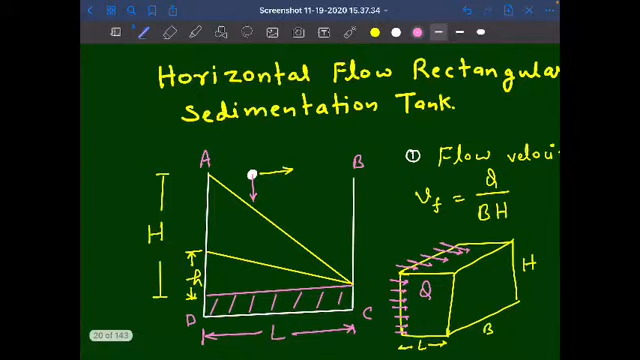 Screenshot 11-19-2020 15.37.34
Horizontal Flow Rectangular
Sedimentation Tank.
A
B
① Flow veloci
v_f = Q / BH
H
h
D
C
L
Q
H
B
L
20 of 143